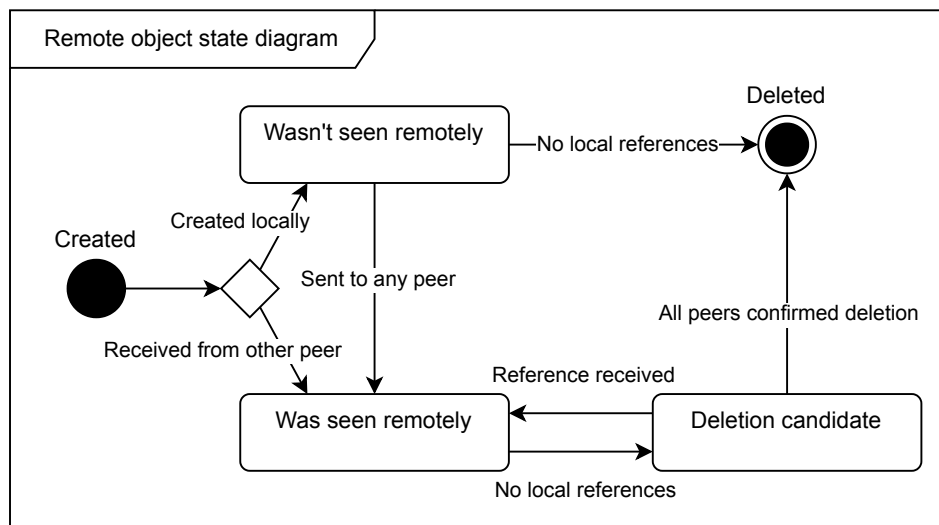 Remote object state diagram
Deleted
Wasn't seen remotely
No local references
Created locally
Created
Sent to any peer
All peers confirmed deletion
Received from other peer
Reference received
Was seen remotely
Deletion candidate
No local references